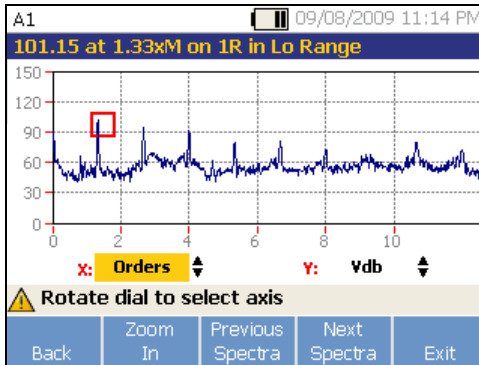 A1 09/08/2009 11:14 PM
101.15 at 1.33xM on 1R in Lo Range
150
120
90
60
30
0
0 2 4 6 8 10
X: Orders Y: VdB
Rotate dial to select axis
Back Zoom In Previous Spectra Next Spectra Exit